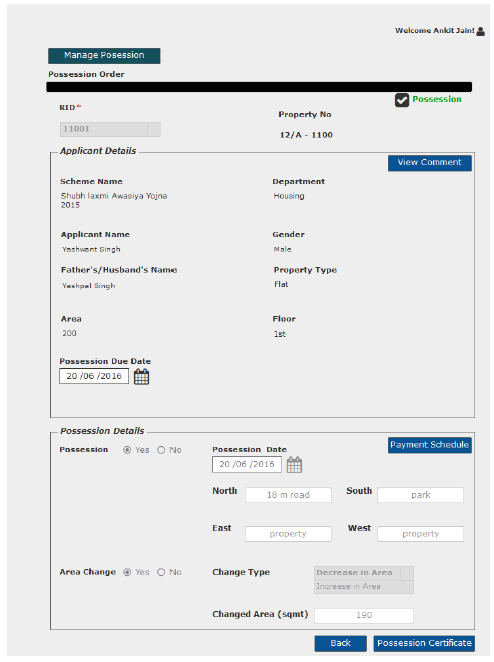 Welcome Ankit Jain!
Manage Posession
Possession Order
Possession
RID*
Property No
11001
12/A - 1100
Applicant Details
View Comment
Scheme Name
Department
Shubh laxmi Awasiya Yojna
2015
Housing
Applicant Name
Gender
Yashwant Singh
Male
Father's/Husband's Name
Property Type
Yashpal Singh
Flat
Area
Floor
200
1st
Possession Due Date
20 /06 /2016
Possession Details
Payment Schedule
Possession Yes No
Possession Date
20 /06 /2016
North 18 m road South park
East property West property
Area Change Yes No Change Type Decrease in Area
Increase in Area
Changed Area (sqmt) 190
Back Possession Certificate